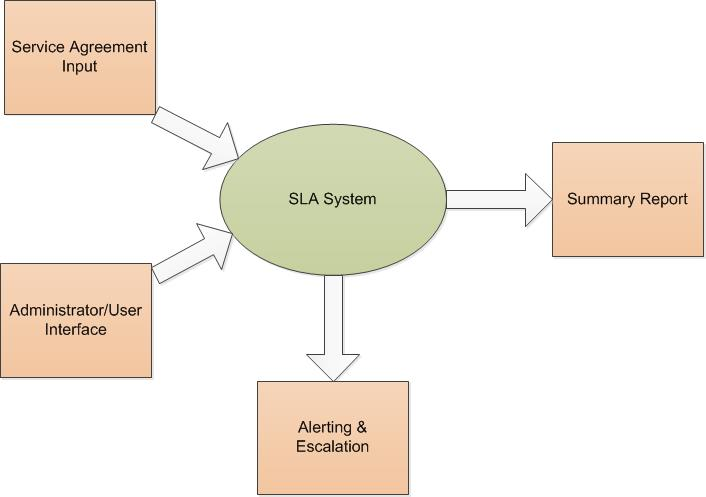 Service Agreement
Input
SLA System
Summary Report
Administrator/User
Interface
Alerting &
Escalation